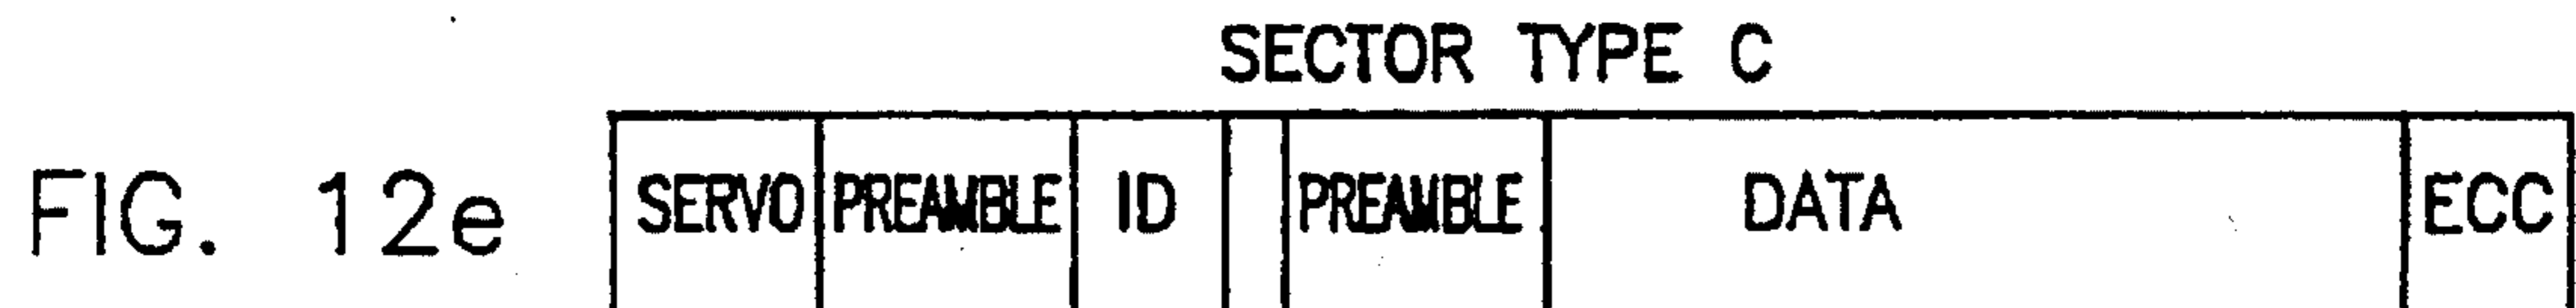 SECTOR TYPE C
FIG. 12e SERVO PREAMBLE ID PREAMBLE DATA ECC